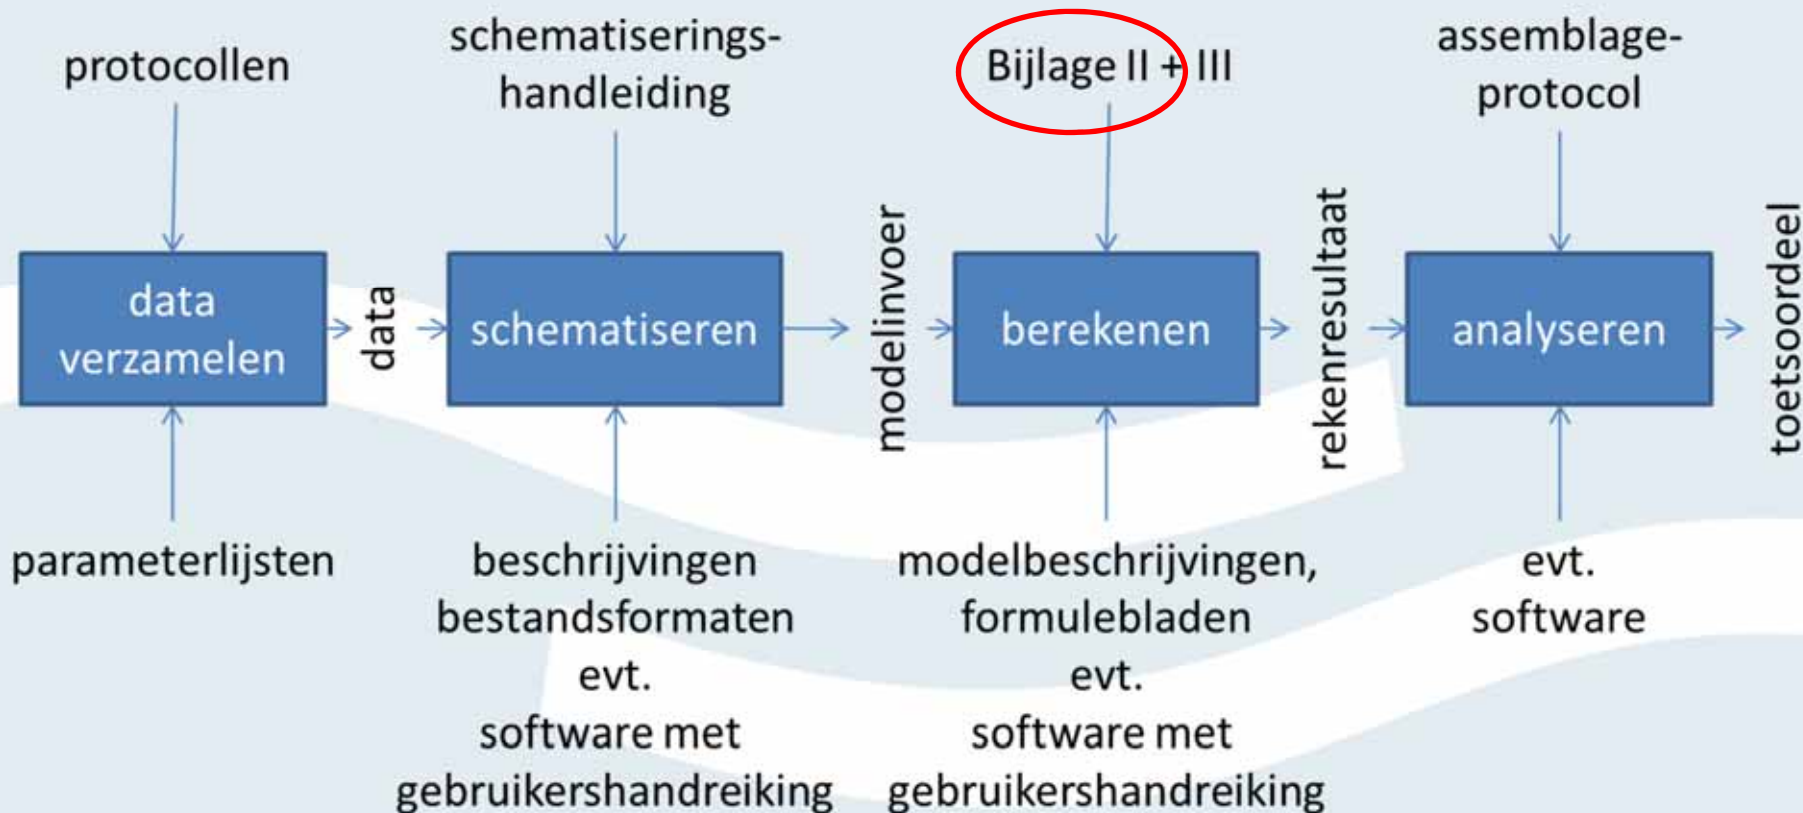 protocollen
schematiserings-
handleiding
Bijlage II + III
assemblage-
protocol
data
verzamelen
data
schematiseren
modelinvoer
berekenen
rekenresultaat
analyseren
toetsoordeel
parameterlijsten
beschrijvingen
bestandsformaten
evt.
software met
gebruikershandreiking
modelbeschrijvingen,
formulebladen
evt.
software met
gebruikershandreiking
evt.
software